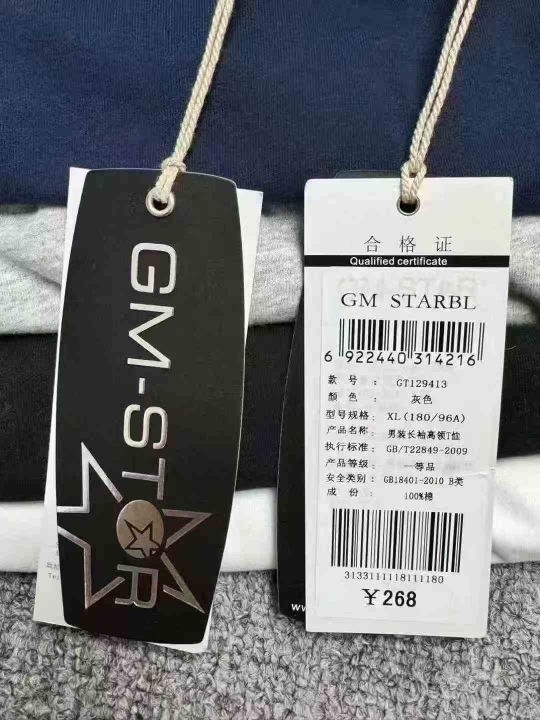 GM-STAR
合格证
Qualified certificate
GM STARBL
6 922440 314216
款号: GT129413
颜色: 灰色
型号规格: XL(180/96A)
产品名称: 男装长袖高领T恤
执行标准: GB/T22849-2009
产品等级: 一等品
安全类别: GB18401-2010 B类
成份: 100%棉
3133111118111180
¥268
www
Tel